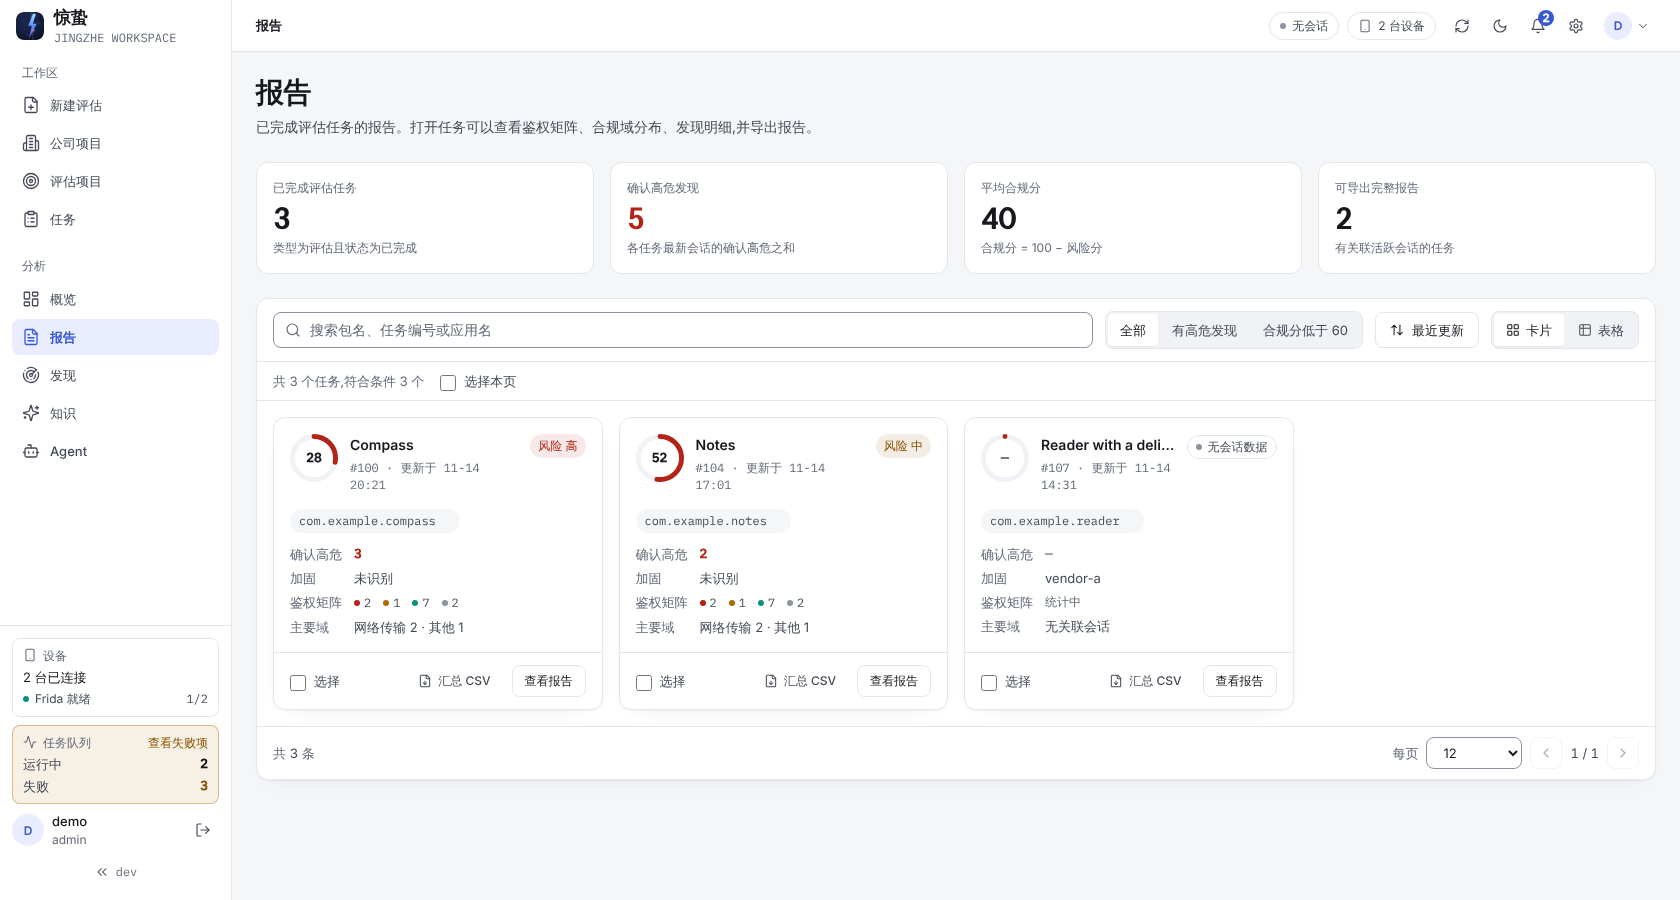 惊蛰
JINGZHE WORKSPACE
工作区
新建评估
公司项目
评估项目
任务
分析
概览
报告
发现
知识
Agent
设备
2 台已连接
Frida 就绪 1/2
任务队列 查看失败项
运行中 2
失败 3
D demo
admin
dev
报告 无会话 2 台设备 2 D
报告
已完成评估任务的报告。打开任务可以查看鉴权矩阵、合规域分布、发现明细,并导出报告。
已完成评估任务
3
类型为评估且状态为已完成
确认高危发现
5
各任务最新会话的确认高危之和
平均合规分
40
合规分 = 100 − 风险分
可导出完整报告
2
有关联活跃会话的任务
搜索包名、任务编号或应用名 全部 有高危发现 合规分低于 60 最近更新 卡片 表格
共 3 个任务,符合条件 3 个 选择本页
28 Compass 风险 高
#100 · 更新于 11-14
20:21
com.example.compass
确认高危 3
加固 未识别
鉴权矩阵 2 1 7 2
主要域 网络传输 2 · 其他 1
选择 汇总 CSV 查看报告
52 Notes 风险 中
#104 · 更新于 11-14
17:01
com.example.notes
确认高危 2
加固 未识别
鉴权矩阵 2 1 7 2
主要域 网络传输 2 · 其他 1
选择 汇总 CSV 查看报告
– Reader with a deli... 无会话数据
#107 · 更新于 11-14
14:31
com.example.reader
确认高危 –
加固 vendor-a
鉴权矩阵 统计中
主要域 无关联会话
选择 汇总 CSV 查看报告
共 3 条 每页 12 1 / 1